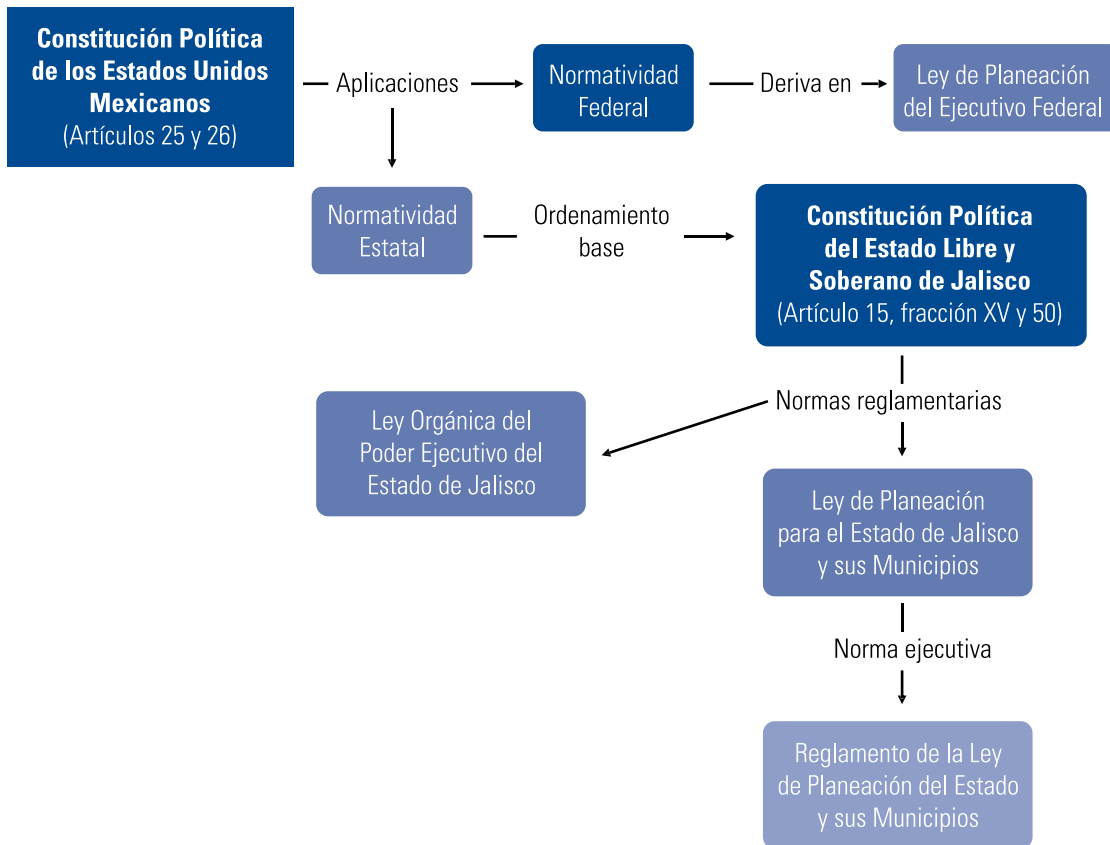 Constitución Política
de los Estados Unidos
Mexicanos
(Artículos 25 y 26)
Aplicaciones
Normatividad
Federal
Deriva en
Ley de Planeación
del Ejecutivo Federal
Normatividad
Estatal
Ordenamiento
base
Constitución Política
del Estado Libre y
Soberano de Jalisco
(Artículo 15, fracción XV y 50)
Normas reglamentarias
Ley Orgánica del
Poder Ejecutivo del
Estado de Jalisco
Ley de Planeación
para el Estado de Jalisco
y sus Municipios
Norma ejecutiva
Reglamento de la Ley
de Planeación del Estado
y sus Municipios